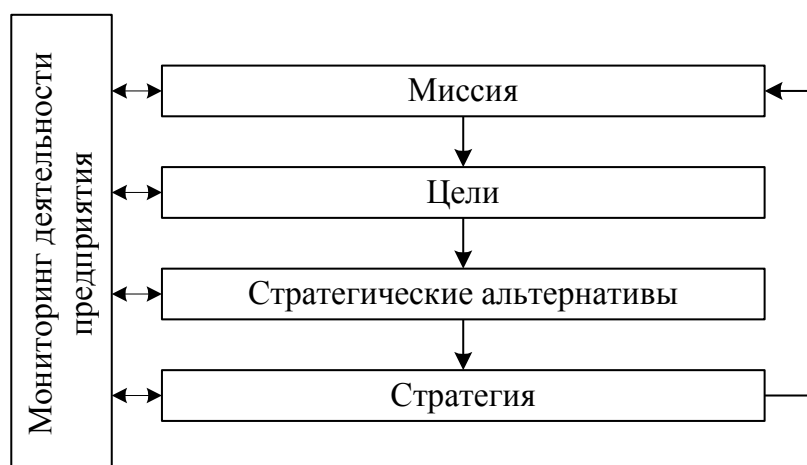 Мониторинг деятельности
предприятия
Миссия
Цели
Стратегические альтернативы
Стратегия